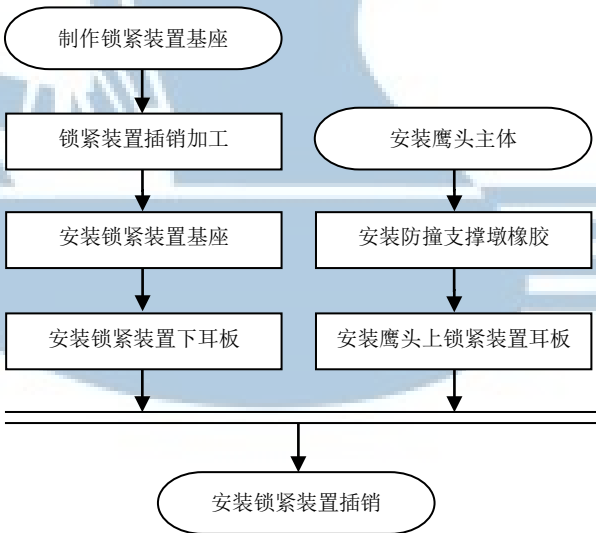 制作锁紧装置基座
锁紧装置插销加工
安装鹰头主体
安装锁紧装置基座
安装防撞支撑墩橡胶
安装锁紧装置下耳板
安装鹰头上锁紧装置耳板
安装锁紧装置插销